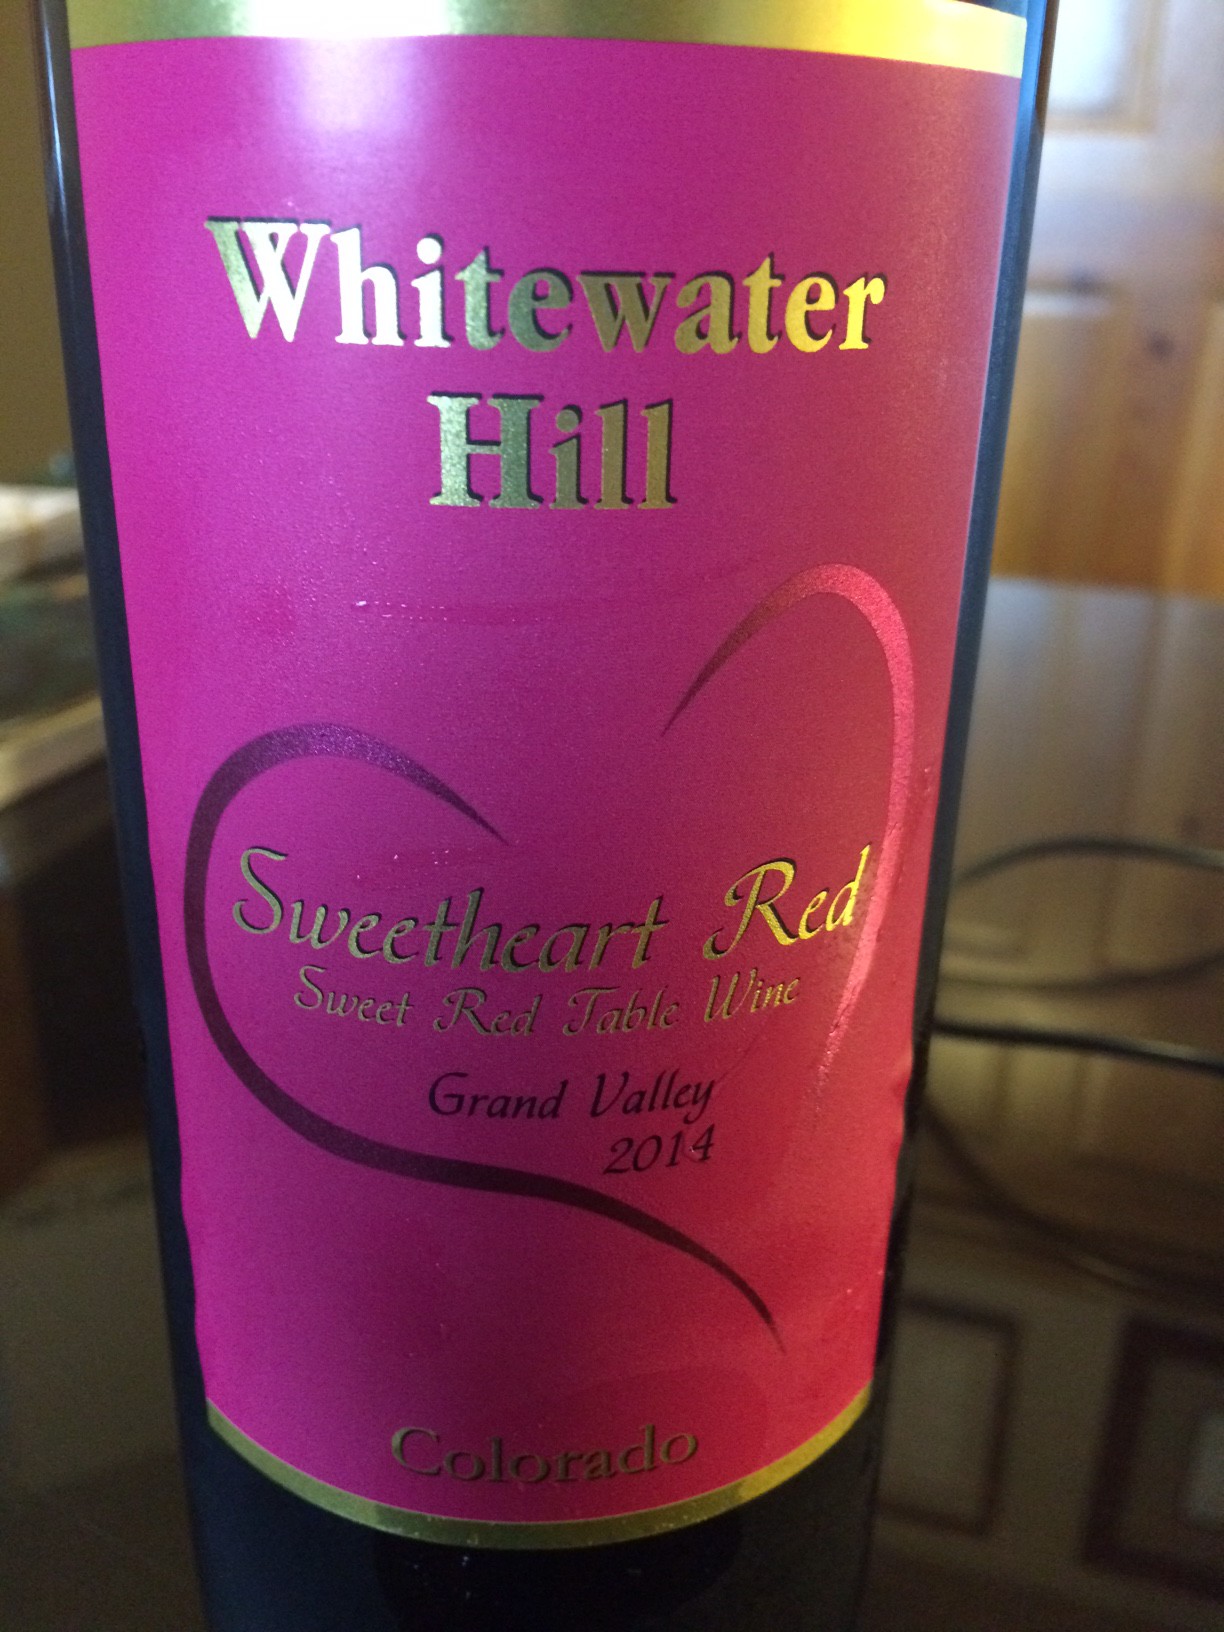 Whitewater
Hill
Sweetheart Red
Sweet Red Table Wine
Grand Valley
2014
Colorado